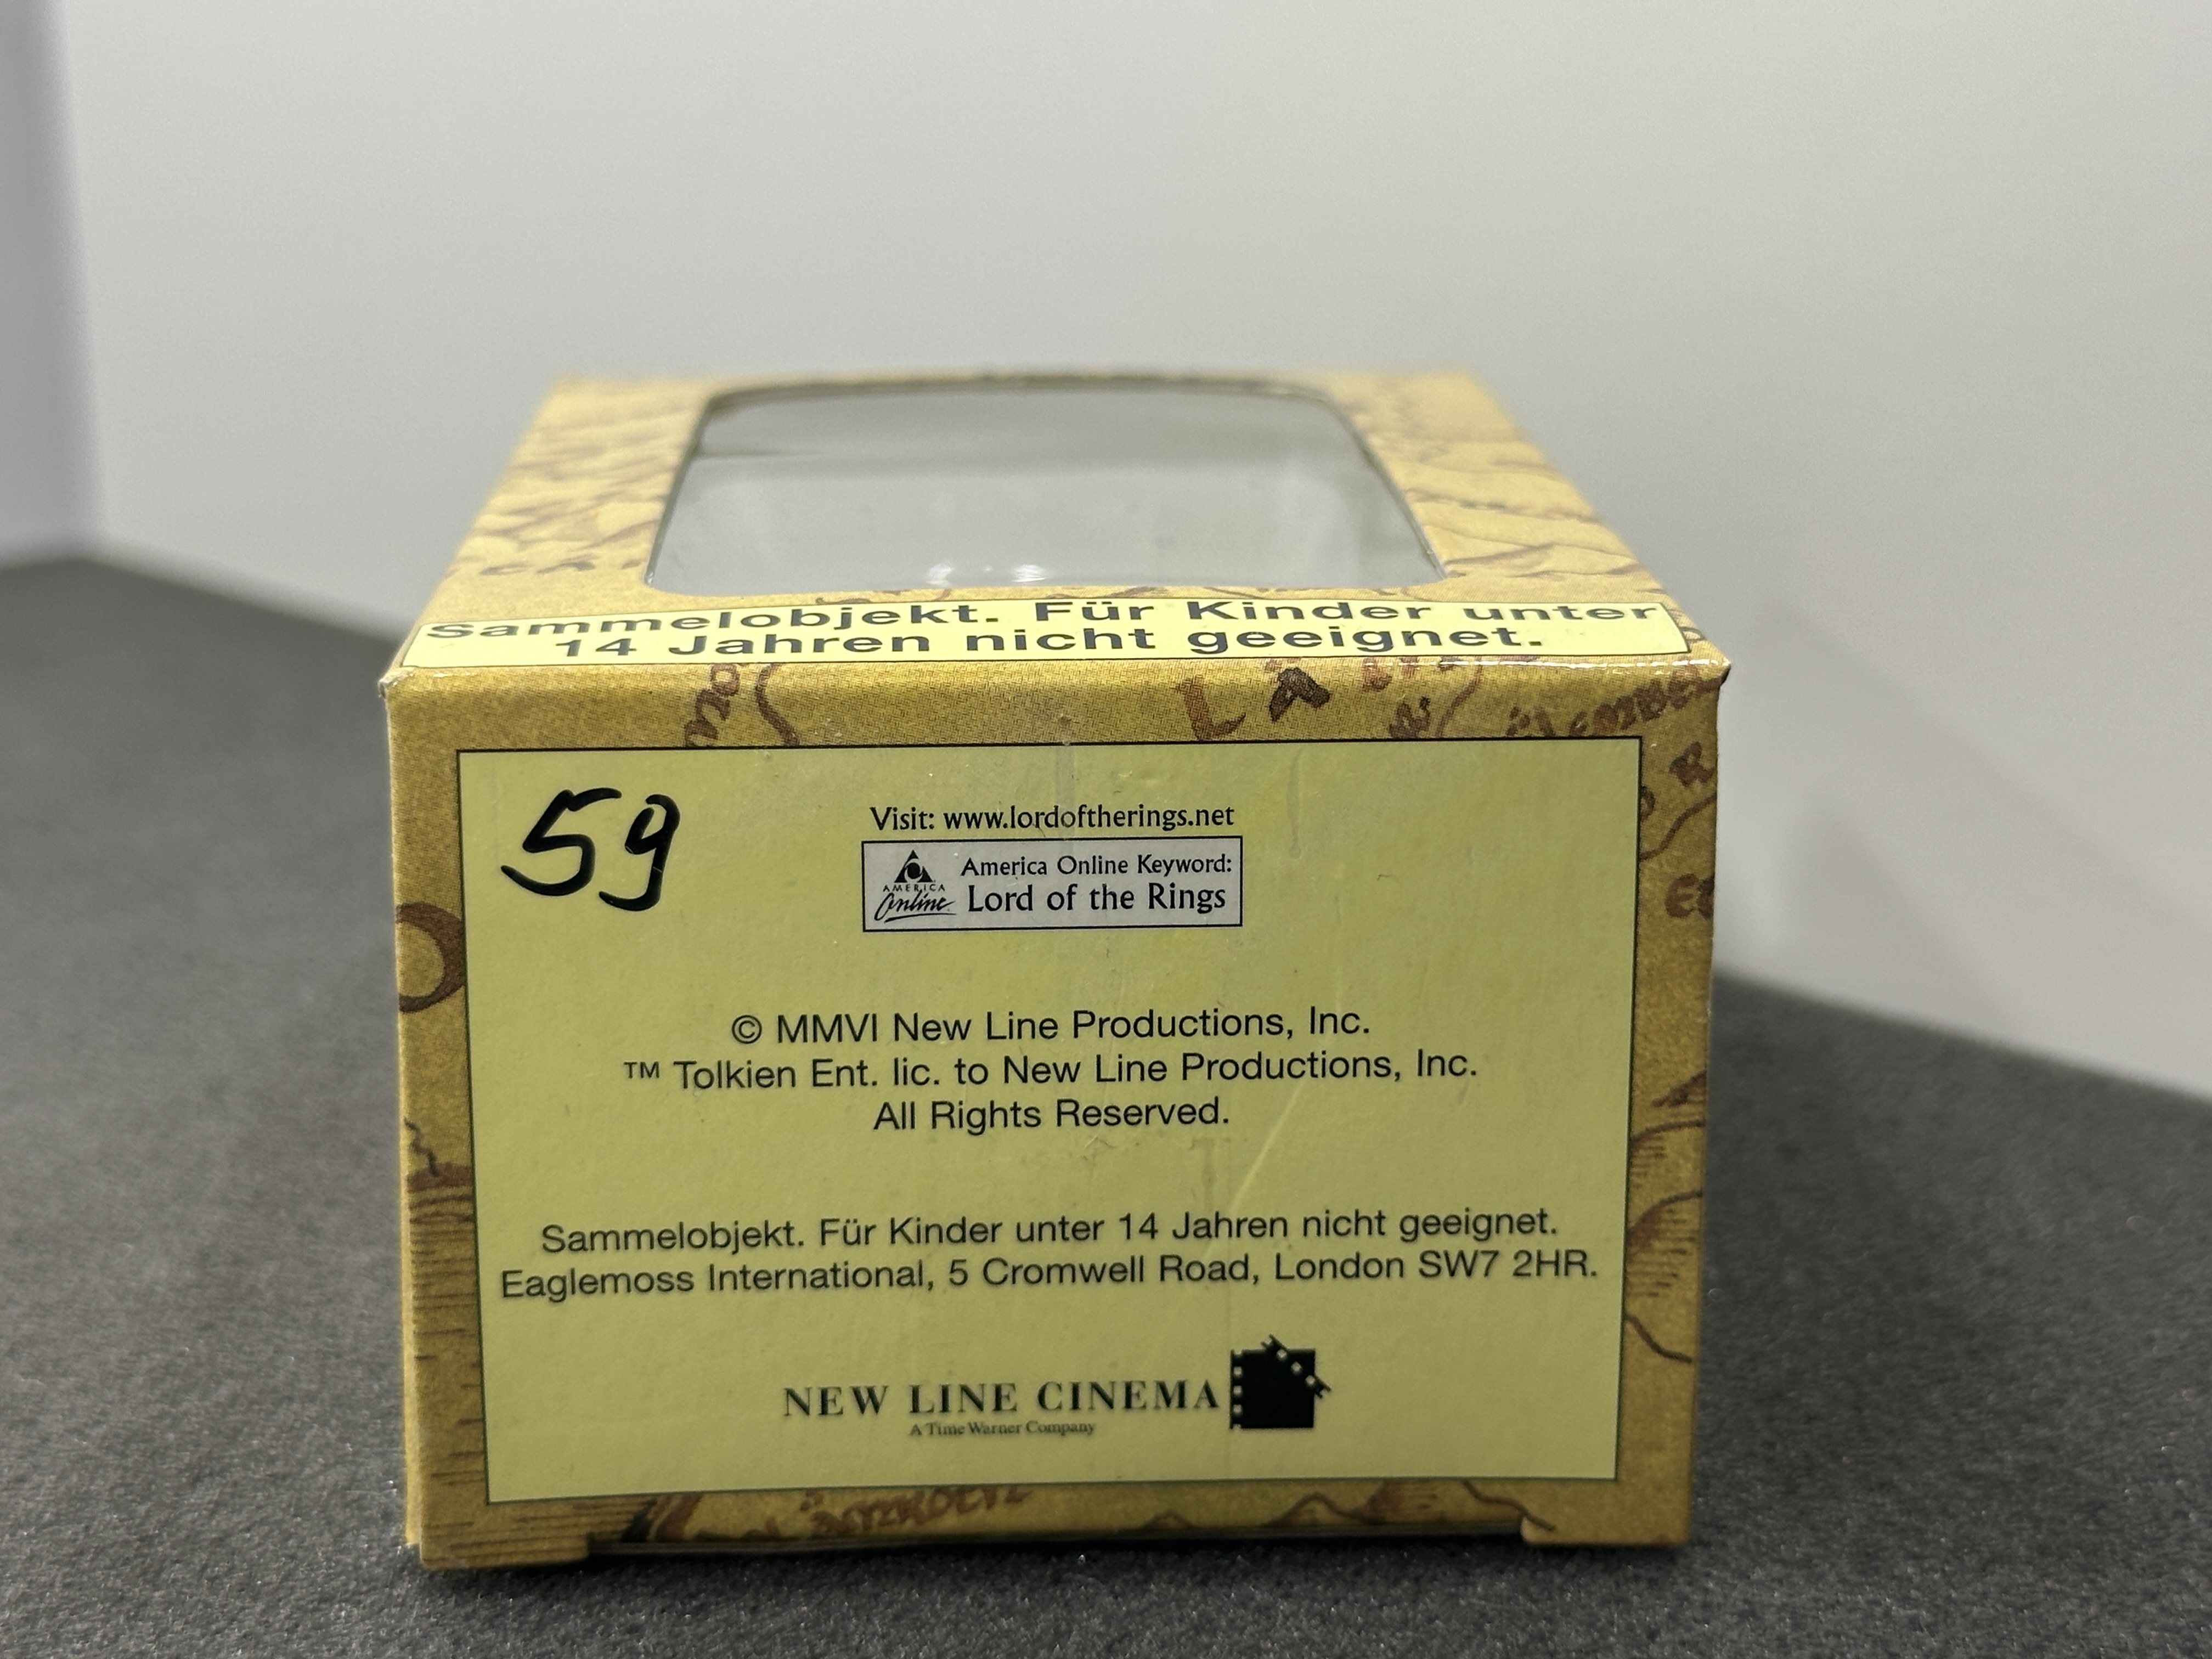 Sammelobjekt. Für Kinder unter
14 Jahren nicht geeignet.
59
Visit: www.lordoftherings.net
AMERICA
Online
America Online Keyword:
Lord of the Rings
© MMVI New Line Productions, Inc.
™ Tolkien Ent. lic. to New Line Productions, Inc.
All Rights Reserved.
Sammelobjekt. Für Kinder unter 14 Jahren nicht geeignet.
Eaglemoss International, 5 Cromwell Road, London SW7 2HR.
NEW LINE CINEMA
A Time Warner Company